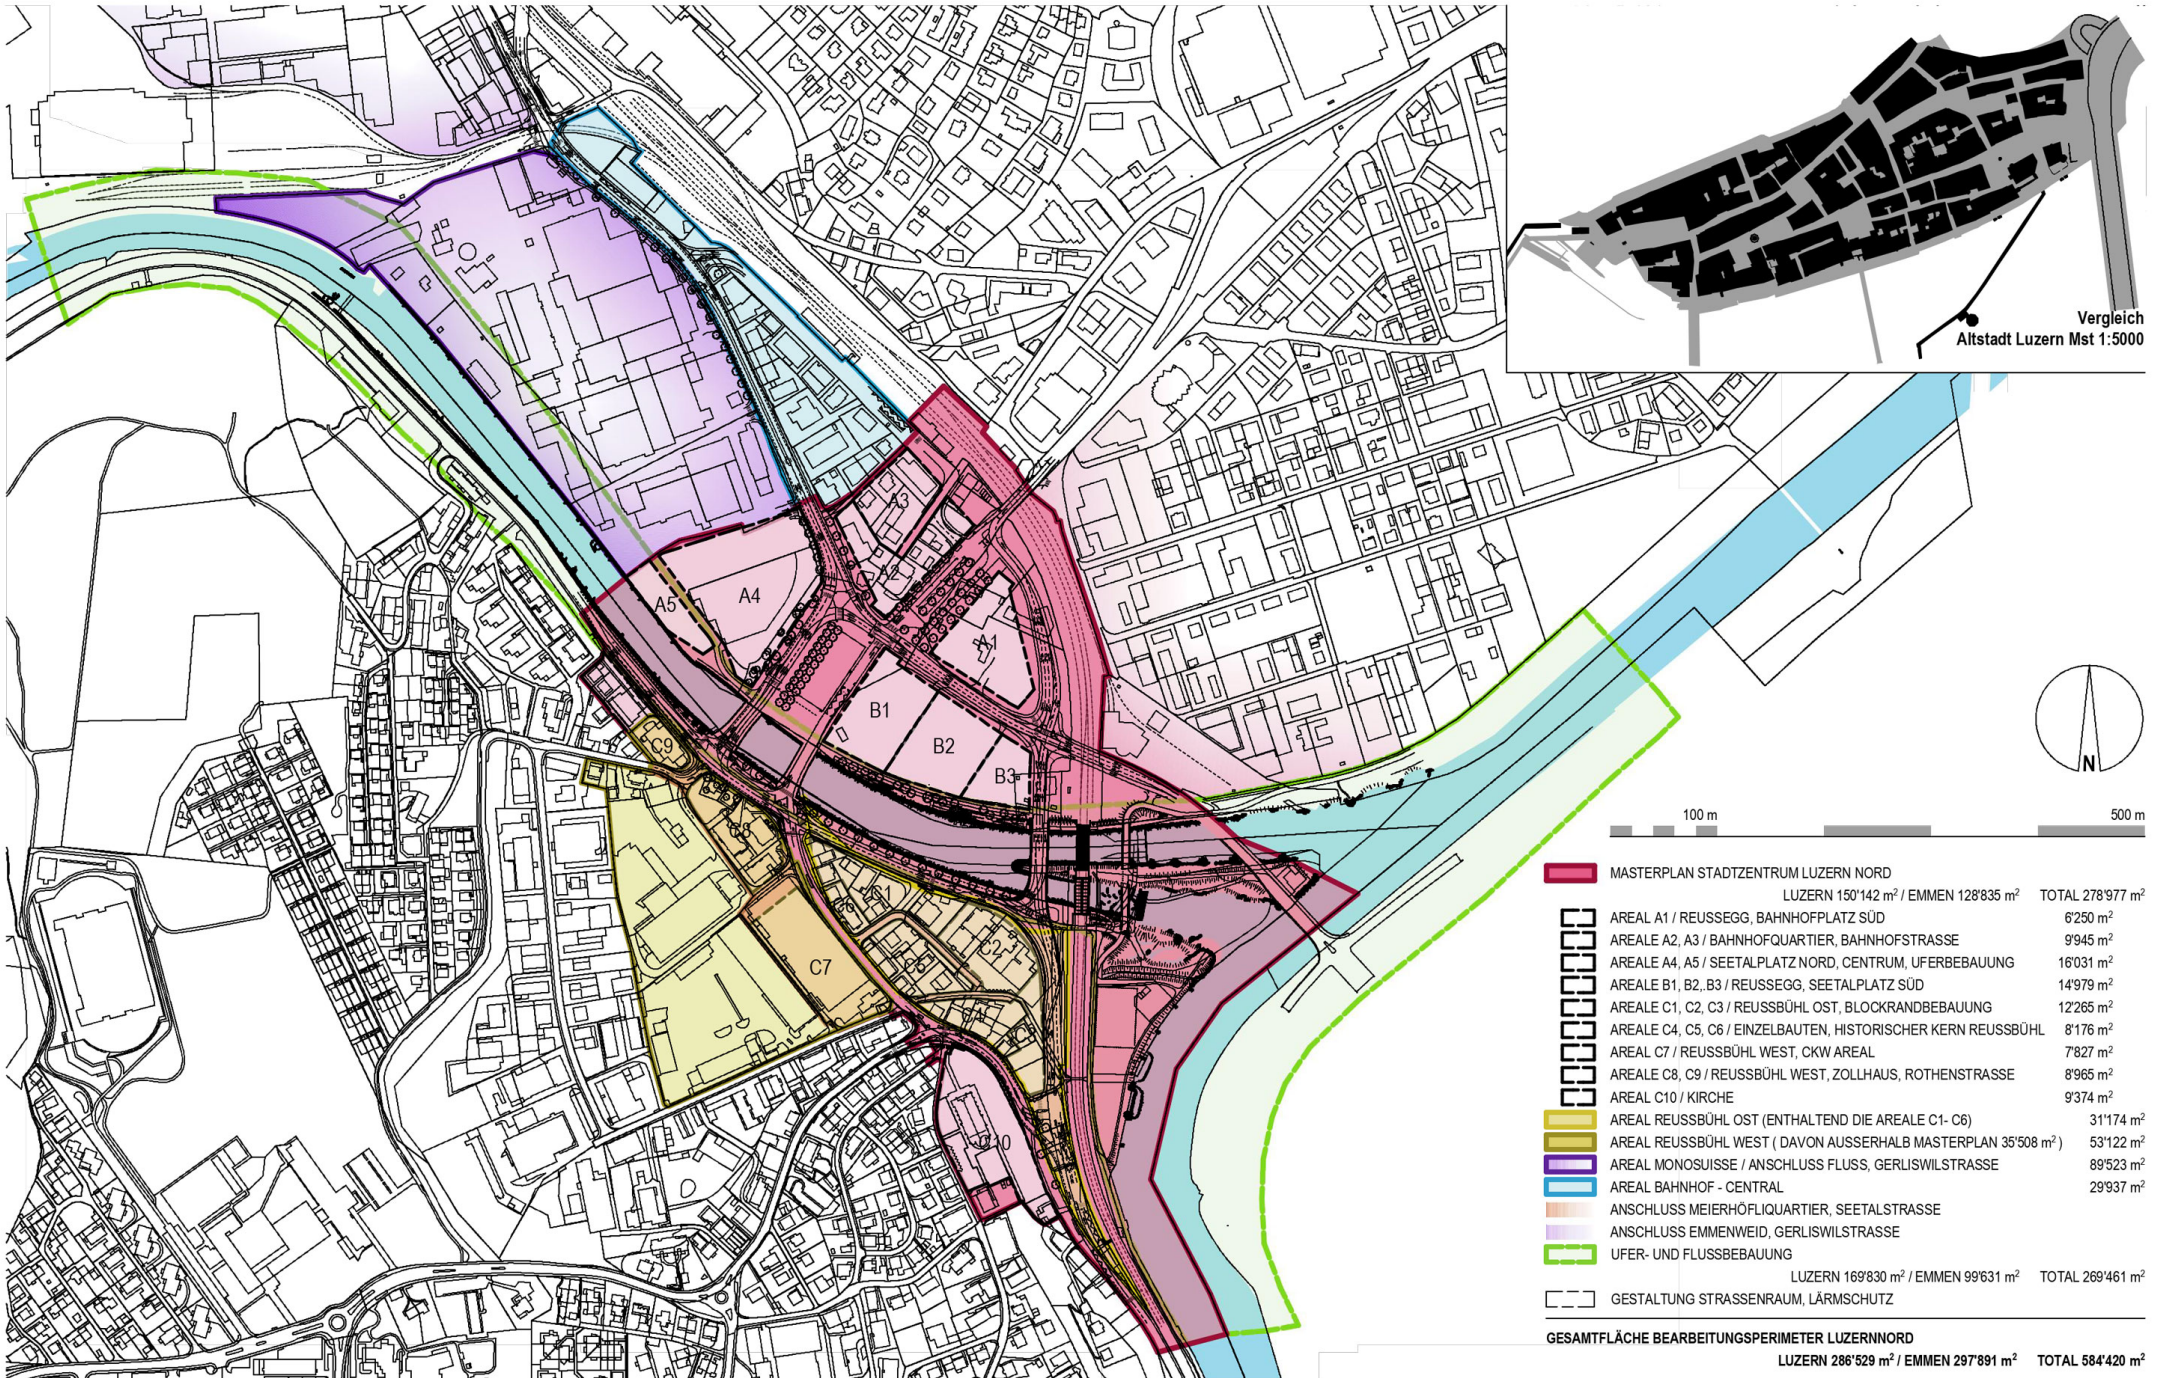 Vergleich
Altstadt Luzern Mst 1:5000
A3
A2
A5
A4
A1
B1
B2
B3
C9
C8
C1
C6
C2
C5
C7
C4
C10
N
100 m 500 m
MASTERPLAN STADTZENTRUM LUZERN NORD
LUZERN 150'142 m² / EMMEN 128'835 m² TOTAL 278'977 m²
AREAL A1 / REUSSEGG, BAHNHOFPLATZ SÜD 6'250 m²
AREALE A2, A3 / BAHNHOFQUARTIER, BAHNHOFSTRASSE 9'945 m²
AREALE A4, A5 / SEETALPLATZ NORD, CENTRUM, UFERBEBAUUNG 16'031 m²
AREALE B1, B2,.B3 / REUSSEGG, SEETALPLATZ SÜD 14'979 m²
AREALE C1, C2, C3 / REUSSBÜHL OST, BLOCKRANDBEBAUUNG 12'265 m²
AREALE C4, C5, C6 / EINZELBAUTEN, HISTORISCHER KERN REUSSBÜHL 8'176 m²
AREAL C7 / REUSSBÜHL WEST, CKW AREAL 7'827 m²
AREALE C8, C9 / REUSSBÜHL WEST, ZOLLHAUS, ROTHENSTRASSE 8'965 m²
AREAL C10 / KIRCHE 9'374 m²
AREAL REUSSBÜHL OST (ENTHALTEND DIE AREALE C1- C6) 31'174 m²
AREAL REUSSBÜHL WEST ( DAVON AUSSERHALB MASTERPLAN 35'508 m²) 53'122 m²
AREAL MONOSUISSE / ANSCHLUSS FLUSS, GERLISWILSTRASSE 89'523 m²
AREAL BAHNHOF - CENTRAL 29'937 m²
ANSCHLUSS MEIERHÖFLIQUARTIER, SEETALSTRASSE
ANSCHLUSS EMMENWEID, GERLISWILSTRASSE
UFER- UND FLUSSBEBAUUNG
LUZERN 169'830 m² / EMMEN 99'631 m² TOTAL 269'461 m²
GESTALTUNG STRASSENRAUM, LÄRMSCHUTZ
GESAMTFLÄCHE BEARBEITUNGSPERIMETER LUZERNNORD
LUZERN 286'529 m² / EMMEN 297'891 m² TOTAL 584'420 m²